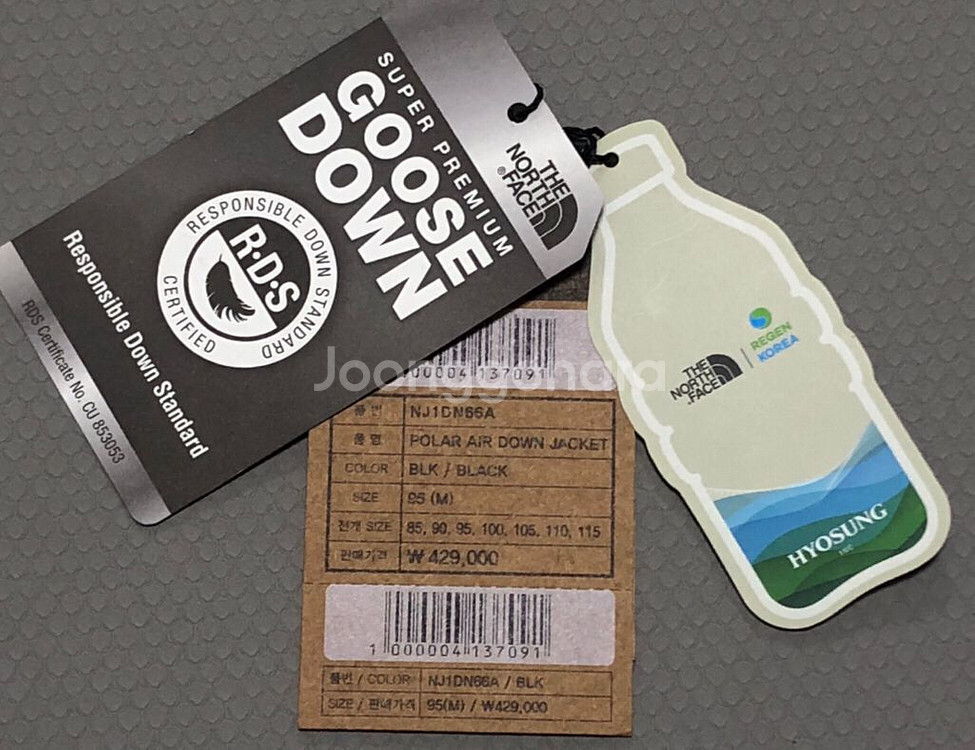 SUPER PREMIUM
GOOSE
DOWN
THE
NORTH
FACE®
RESPONSIBLE DOWN STANDARD
R·D·S
CERTIFIED
Responsible Down Standard
RDS Certificate No. CU 853053
THE
NORTH
FACE
REGEN
KOREA
HYOSUNG
TNC
Joonggonara
000004 137091
품 번 NJ1DN66A
품 명 POLAR AIR DOWN JACKET
COLOR BLK / BLACK
SIZE 95 (M)
전개 SIZE 85, 90, 95, 100, 105, 110, 115
판매가격 ₩ 429,000
1 000004 137091
품번 / COLOR NJ1DN66A / BLK
SIZE / 판매가격 95(M) / ₩429,000